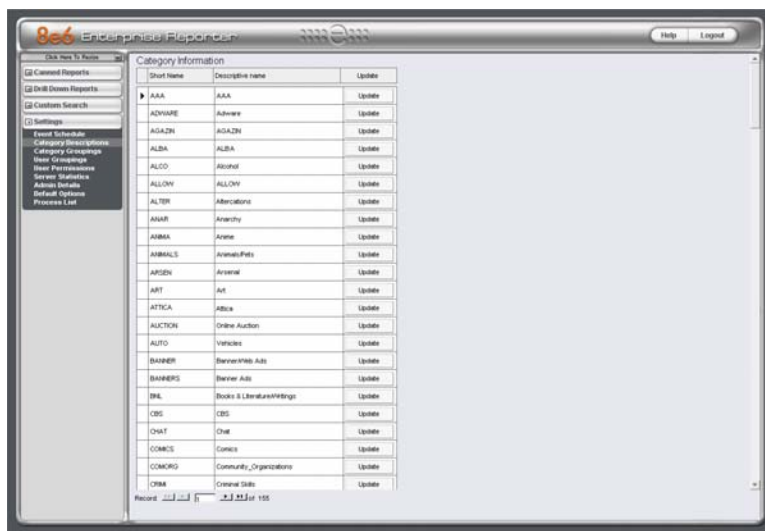 8e6 Enterprise Reporter
Help Logout
Click Here To Resize
Canned Reports
Drill Down Reports
Custom Search
Settings
Event Schedule
Category Descriptions
Category Groupings
User Groupings
User Permissions
Server Statistics
Admin Details
Default Options
Process List
Category Information
Short Name Descriptive name Update
AAA AAA Update
ADWARE Adware Update
AGAZIN AGAZIN Update
ALBA ALBA Update
ALCO Alcohol Update
ALLOW ALLOW Update
ALTER Altercations Update
ANAR Anarchy Update
ANIMA Anime Update
ANIMALS Animals/Pets Update
ARSEN Arsenal Update
ART Art Update
ATTICA Attica Update
AUCTION Online Auction Update
AUTO Vehicles Update
BANNER Banner/Web Ads Update
BANNERS Banner Ads Update
BNL Books & Literature/Writings Update
CBS CBS Update
CHAT Chat Update
COMICS Comics Update
COMORG Community_Organizations Update
CRIMI Criminal Skills Update
Record 1 of 155